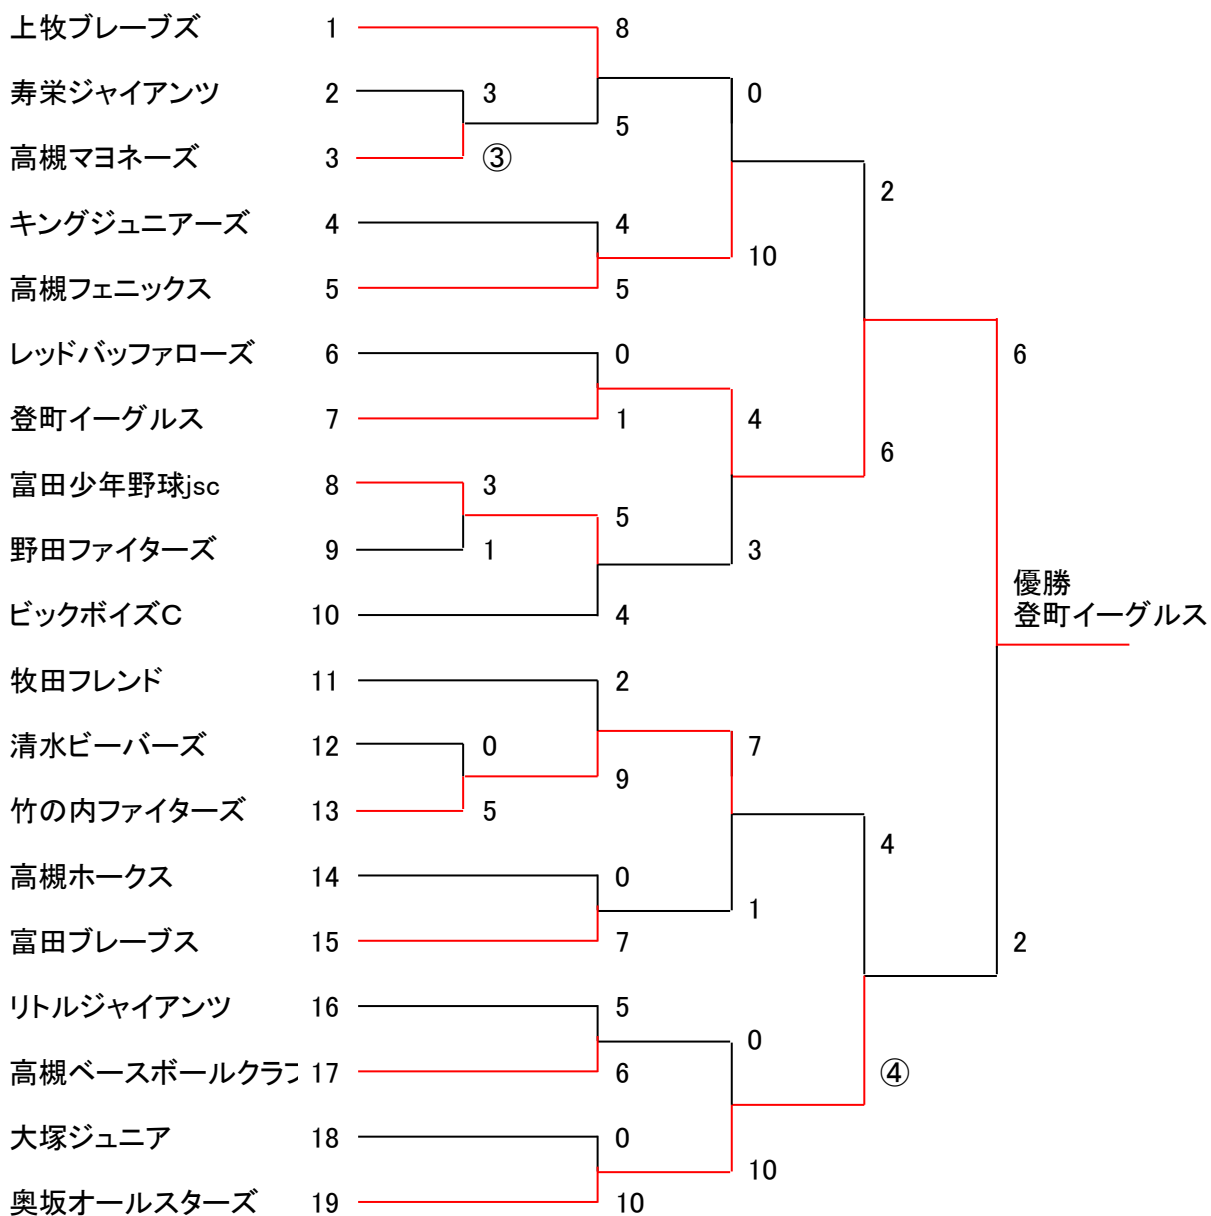 上牧ブレーブズ 1 8
寿栄ジャイアンツ 2 3 0
5
高槻マヨネーズ 3 ③
2
キングジュニアーズ 4 4
10
高槻フェニックス 5 5
レッドバッファローズ 6 0 6
登町イーグルス 7 1 4
6
富田少年野球jsc 8 3
5
野田ファイターズ 9 1 3
優勝
登町イーグルス
ビックボイズC 10 4
牧田フレンド 11 2
清水ビーバーズ 12 0 7
9
竹の内ファイターズ 13 5
4
高槻ホークス 14 0
1
富田ブレーブス 15 7 2
リトルジャイアンツ 16 5
0
高槻ベースボールクラブ 17 6 ④
大塚ジュニア 18 0
10
奥坂オールスターズ 19 10